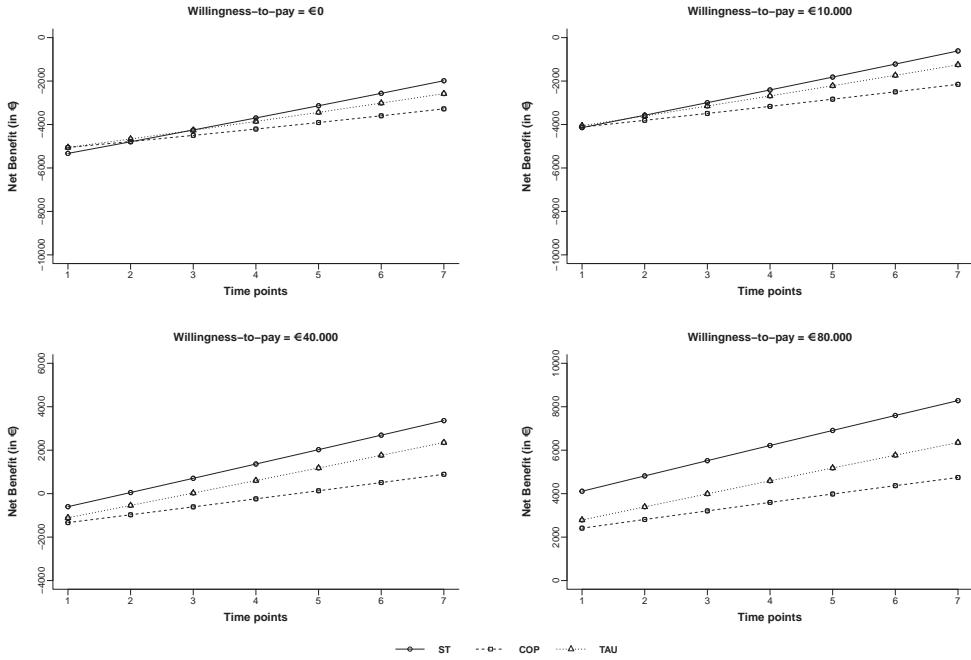 Willingness−to−pay = €0
Net Benefit (in €)
0
−2000
−4000
−6000
−8000
−10000
1 2 3 4 5 6 7
Time points
Willingness−to−pay = €10.000
Net Benefit (in €)
0
−2000
−4000
−6000
−8000
−10000
1 2 3 4 5 6 7
Time points
Willingness−to−pay = €40.000
Net Benefit (in €)
6000
4000
2000
0
−2000
−4000
1 2 3 4 5 6 7
Time points
Willingness−to−pay = €80.000
Net Benefit (in €)
10000
8000
6000
4000
2000
0
1 2 3 4 5 6 7
Time points
ST COP TAU